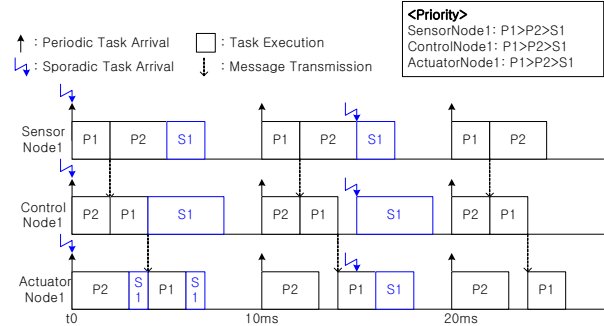 <Priority>
SensorNode1: P1>P2>S1
ControlNode1: P1>P2>S1
ActuatorNode1: P1>P2>S1
: Periodic Task Arrival : Task Execution
: Sporadic Task Arrival : Message Transmission
Sensor
Node1
P1 P2 S1 P1 P2 S1 P1 P2
Control
Node1
P2 P1 S1 P2 P1 S1 P2 P1
Actuator
Node1
P2 S1 P1 S1 P2 P1 S1 P2 P1
t0 10ms 20ms